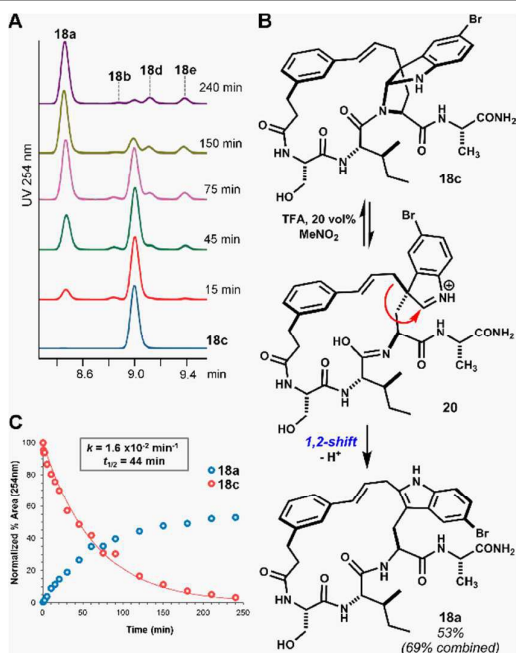 A
18a
18b
18d
18e
240 min
150 min
75 min
45 min
15 min
18c
UV 254 nm
8.6
9.0
9.4
min
B
Br
N
H
O
N
O
H
N
CONH₂
O
CH₃
N
H
O
N
H
O
HO
18c
TFA, 20 vol%
MeNO₂
Br
NH
HO
N
H
N
CONH₂
O
CH₃
O
N
H
O
N
H
HO
20
1,2-shift
- H⁺
H
N
Br
O
H
N
CONH₂
O
N
H
O
N
H
HN
O
CH₃
HO
18a
53%
(69% combined)
C
k = 1.6 x10⁻² min⁻¹
t₁/₂ = 44 min
18a
18c
Normalized % Area (254nm)
100
80
60
40
20
0
0
50
100
150
200
250
Time (min)